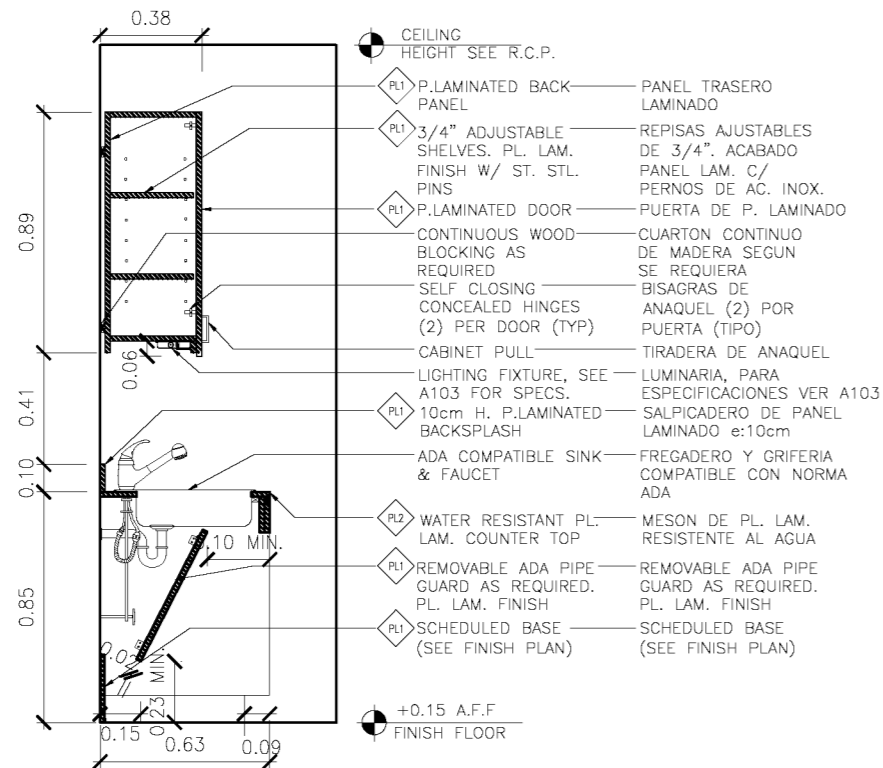 0.38
CEILING
HEIGHT SEE R.C.P.
PL1 P.LAMINATED BACK
PANEL
PANEL TRASERO
LAMINADO
PL1 3/4" ADJUSTABLE
SHELVES. PL. LAM.
FINISH W/ ST. STL.
PINS
REPISAS AJUSTABLES
DE 3/4". ACABADO
PANEL LAM. C/
PERNOS DE AC. INOX.
PL1 P.LAMINATED DOOR
PUERTA DE P. LAMINADO
CONTINUOUS WOOD
BLOCKING AS
REQUIRED
CUARTON CONTINUO
DE MADERA SEGUN
SE REQUIERA
SELF CLOSING
CONCEALED HINGES
(2) PER DOOR (TYP)
BISAGRAS DE
ANAQUEL (2) POR
PUERTA (TIPO)
CABINET PULL
TIRADERA DE ANAQUEL
LIGHTING FIXTURE, SEE
A103 FOR SPECS.
LUMINARIA, PARA
ESPECIFICACIONES VER A103
PL1 10cm H. P.LAMINATED
BACKSPLASH
SALPICADERO DE PANEL
LAMINADO e:10cm
ADA COMPATIBLE SINK
& FAUCET
FREGADERO Y GRIFERIA
COMPATIBLE CON NORMA
ADA
PL2 WATER RESISTANT PL.
LAM. COUNTER TOP
MESON DE PL. LAM.
RESISTENTE AL AGUA
PL1 REMOVABLE ADA PIPE
GUARD AS REQUIRED.
PL. LAM. FINISH
REMOVABLE ADA PIPE
GUARD AS REQUIRED.
PL. LAM. FINISH
PL1 SCHEDULED BASE
(SEE FINISH PLAN)
SCHEDULED BASE
(SEE FINISH PLAN)
+0.15 A.F.F
FINISH FLOOR
0.89
0.06
0.41
0.10
0.85
0.10 MIN.
0.23 MIN.
0.15
0.63
0.09